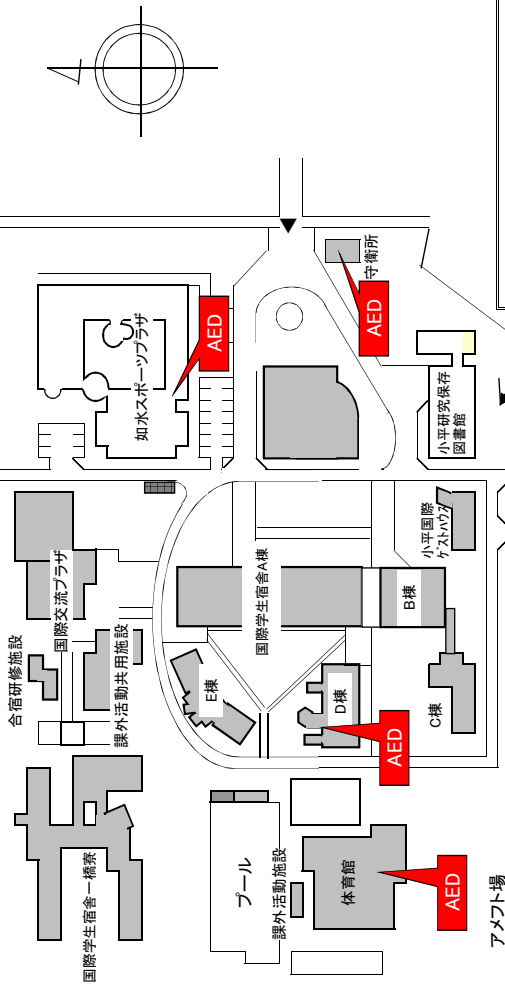 守衛所
AED
AED
如水スポーツプラザ
小平研究保存
図書館
小平国際
ゲストハウス
国際交流プラザ
国際学生宿舎A棟
B棟
合宿研修施設
課外活動共用施設
E棟
D棟
C棟
AED
国際学生宿舎一橋寮
プール
課外活動施設
体育館
AED
アメフト場